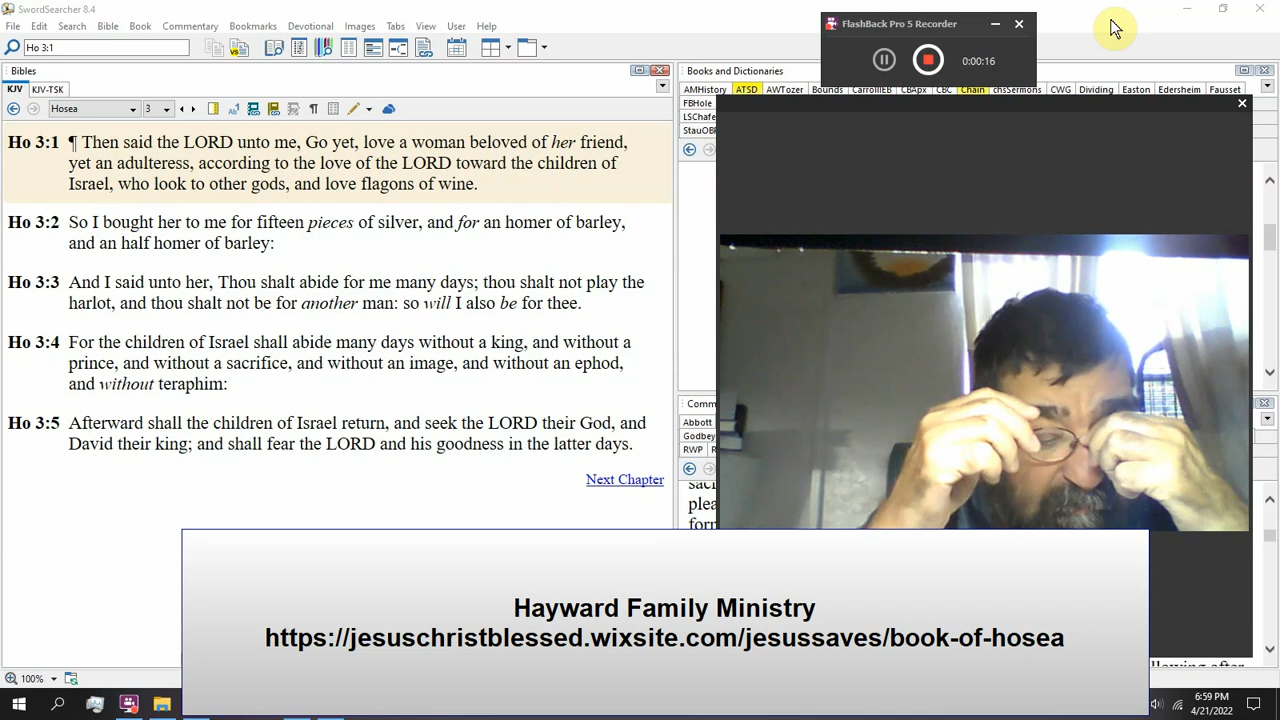 SwordSearcher 8.4
File Edit Search Bible Book Commentary Bookmarks Devotional Images Tabs View User Help
Ho 3:1
Bibles
KJV KJV-TSK
Hosea 3
Ho 3:1 ¶ Then said the LORD unto me, Go yet, love a woman beloved of her friend,
yet an adulteress, according to the love of the LORD toward the children of
Israel, who look to other gods, and love flagons of wine.
Ho 3:2 So I bought her to me for fifteen pieces of silver, and for an homer of barley,
and an half homer of barley:
Ho 3:3 And I said unto her, Thou shalt abide for me many days; thou shalt not play the
harlot, and thou shalt not be for another man: so will I also be for thee.
Ho 3:4 For the children of Israel shall abide many days without a king, and without a
prince, and without a sacrifice, and without an image, and without an ephod,
and without teraphim:
Ho 3:5 Afterward shall the children of Israel return, and seek the LORD their God, and
David their king; and shall fear the LORD and his goodness in the latter days.
Next Chapter
FlashBack Pro 5 Recorder
0:00:16
Books and Dictionaries
AMHistory ATSD AWTozer Bounds CarrollIEB CBApx CBC Chain chsSermons CWG Dividing Easton Edersheim Fausset
FBHole
LSChafe
StauOB
Comm
Abbott
Godbey
RWP
sac
plea
for
llowing after
Hayward Family Ministry
https://jesuschristblessed.wixsite.com/jesussaves/book-of-hosea
100%
6:59 PM
4/21/2022